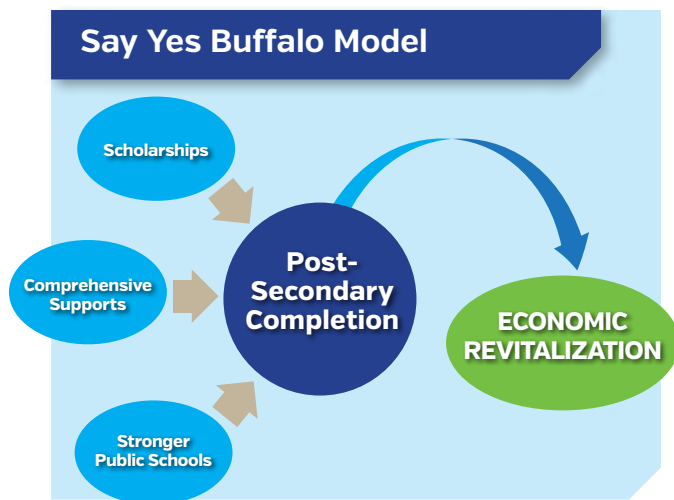 Say Yes Buffalo Model
Scholarships
Comprehensive
Supports
Stronger
Public Schools
Post-
Secondary
Completion
ECONOMIC
REVITALIZATION